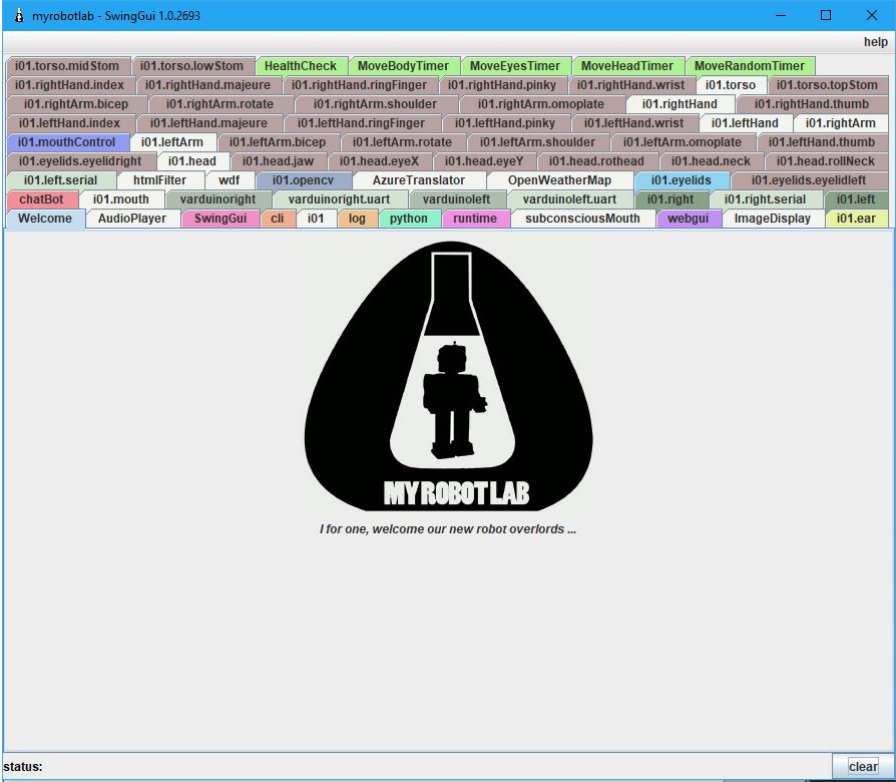 myrobotlab - SwingGui 1.0.2693
help
i01.torso.midStom i01.torso.lowStom HealthCheck MoveBodyTimer MoveEyesTimer MoveHeadTimer MoveRandomTimer
i01.rightHand.index i01.rightHand.majeure i01.rightHand.ringFinger i01.rightHand.pinky i01.rightHand.wrist i01.torso i01.torso.topStom
i01.rightArm.bicep i01.rightArm.rotate i01.rightArm.shoulder i01.rightArm.omoplate i01.rightHand i01.rightHand.thumb
i01.leftHand.index i01.leftHand.majeure i01.leftHand.ringFinger i01.leftHand.pinky i01.leftHand.wrist i01.leftHand i01.rightArm
i01.mouthControl i01.leftArm i01.leftArm.bicep i01.leftArm.rotate i01.leftArm.shoulder i01.leftArm.omoplate i01.leftHand.thumb
i01.eyelids.eyelidright i01.head i01.head.jaw i01.head.eyeX i01.head.eyeY i01.head.rothead i01.head.neck i01.head.rollNeck
i01.left.serial htmlFilter wdf i01.opencv AzureTranslator OpenWeatherMap i01.eyelids i01.eyelids.eyelidleft
chatBot i01.mouth varduinoright varduinoright.uart varduinoleft varduinoleft.uart i01.right i01.right.serial i01.left
Welcome AudioPlayer SwingGui cli i01 log python runtime subconsciousMouth webgui ImageDisplay i01.ear
MYROBOTLAB
I for one, welcome our new robot overlords ...
status:
clear